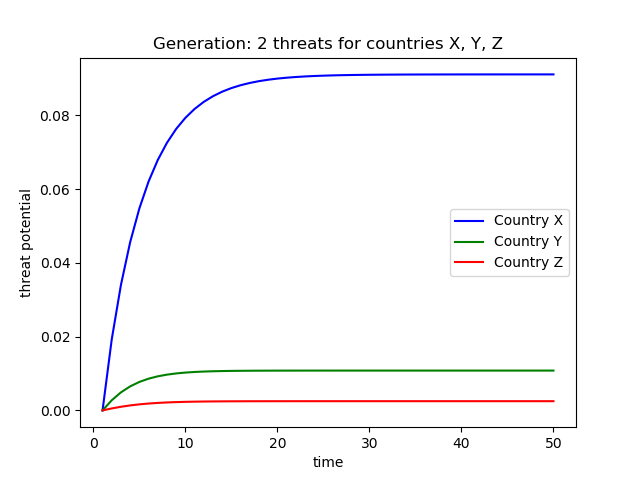 Generation: 2 threats for countries X, Y, Z
threat potential
0.08
0.06
0.04
0.02
0.00
Country X
Country Y
Country Z
0
10
20
30
40
50
time